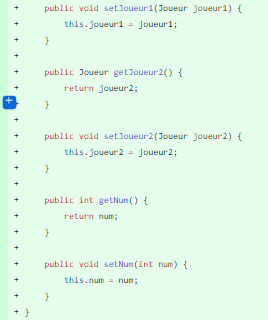 +     public void setJoueur1(Joueur joueur1) {
+         this.joueur1 = joueur1;
+     }
+
+     public Joueur getJoueur2() {
+         return joueur2;
+     }
+
+     public void setJoueur2(Joueur joueur2) {
+         this.joueur2 = joueur2;
+     }
+
+     public int getNum() {
+         return num;
+     }
+
+     public void setNum(int num) {
+         this.num = num;
+     }
+ }